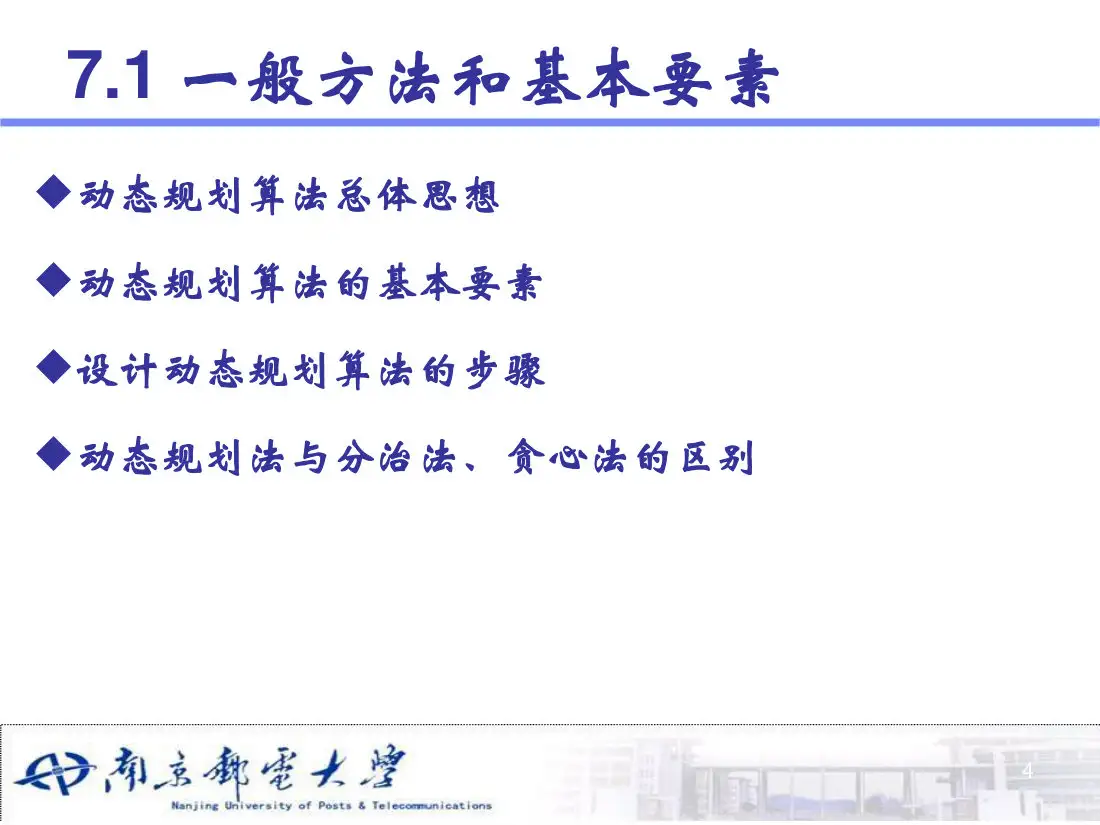 7.1 一般方法和基本要素
◆动态规划算法总体思想
◆动态规划算法的基本要素
◆设计动态规划算法的步骤
◆动态规划法与分治法、贪心法的区别
南京郵電大學
Nanjing University of Posts & Telecommunications
4